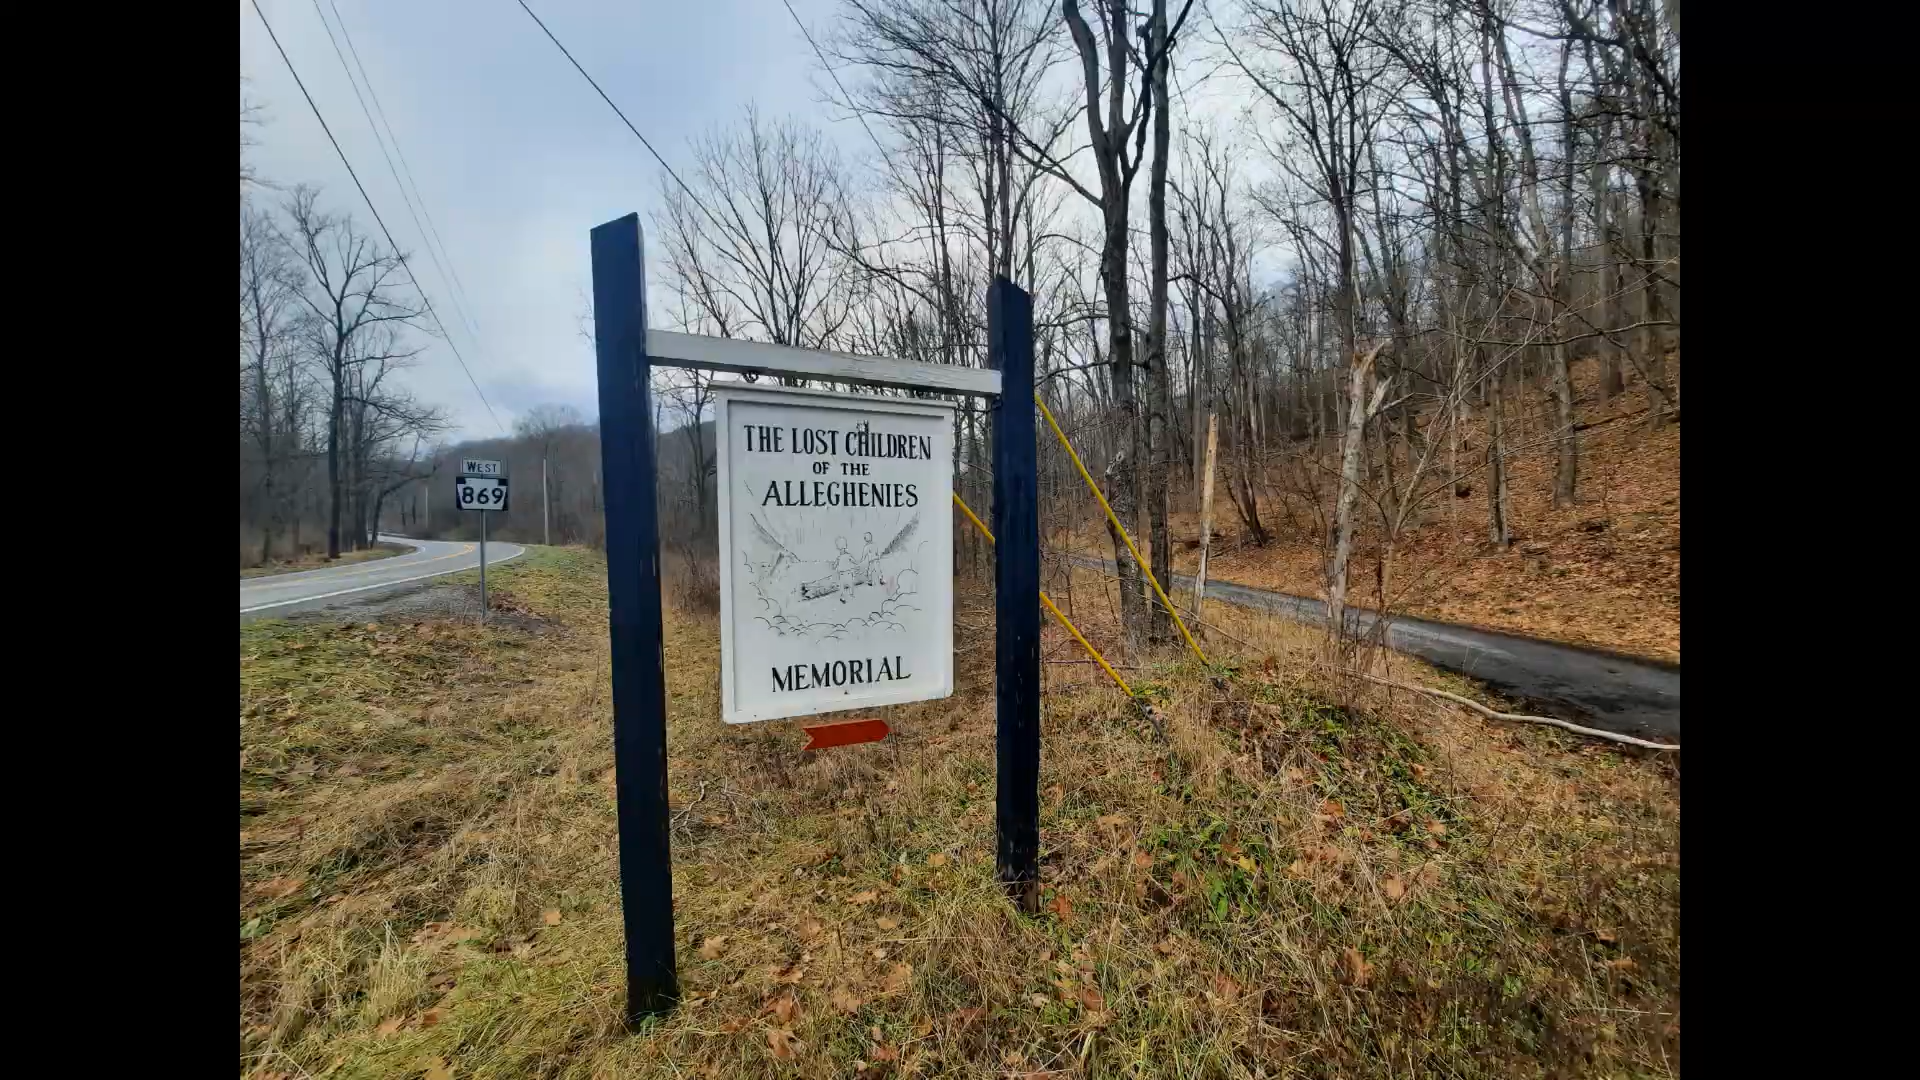 THE LOST CHILDREN
OF THE
ALLEGHENIES
MEMORIAL
WEST
869